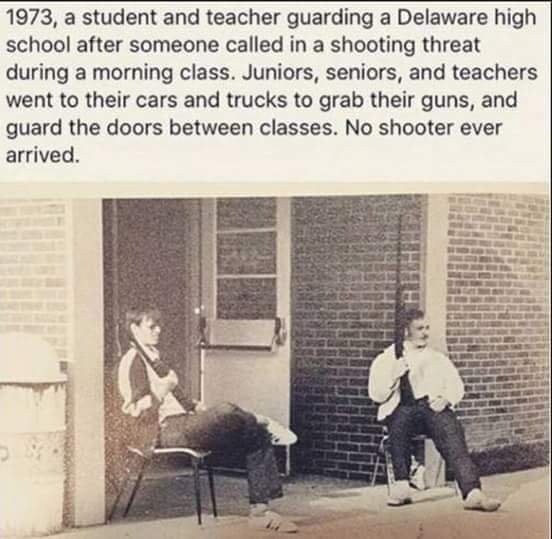 1973, a student and teacher guarding a Delaware high
school after someone called in a shooting threat
during a morning class. Juniors, seniors, and teachers
went to their cars and trucks to grab their guns, and
guard the doors between classes. No shooter ever
arrived.